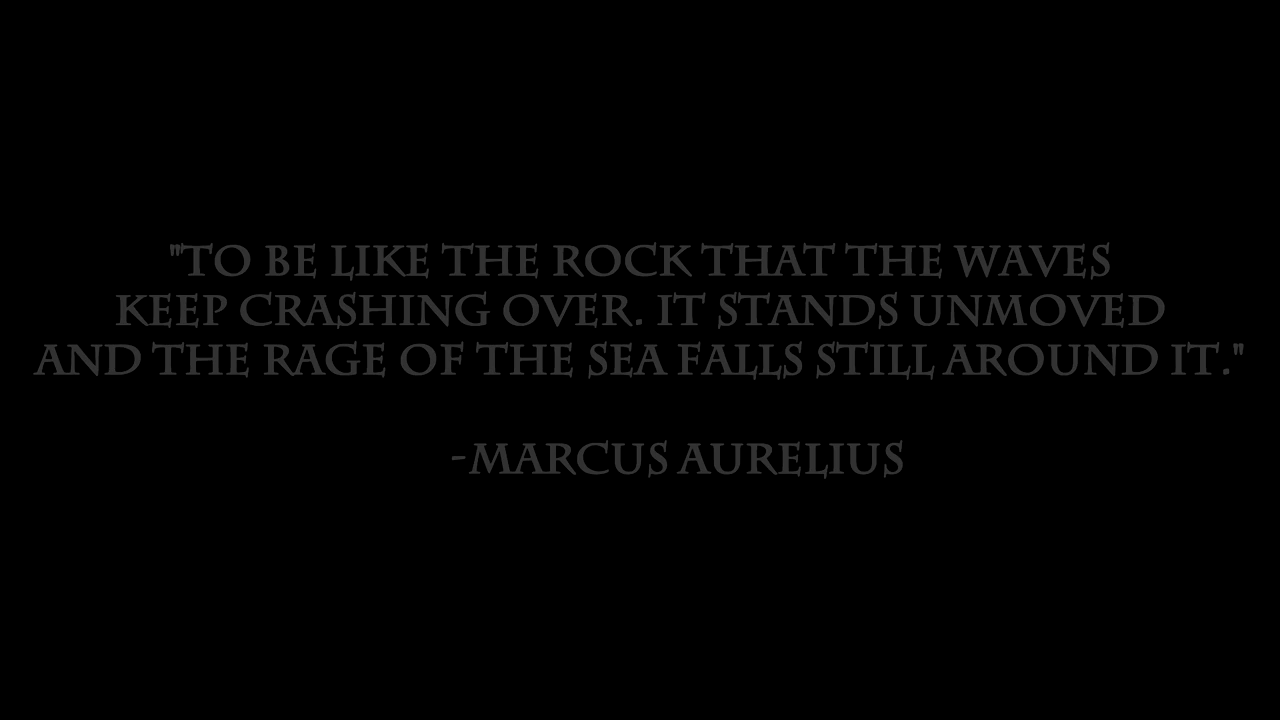 "TO BE LIKE THE ROCK THAT THE WAVES
KEEP CRASHING OVER. IT STANDS UNMOVED
AND THE RAGE OF THE SEA FALLS STILL AROUND IT."
-MARCUS AURELIUS